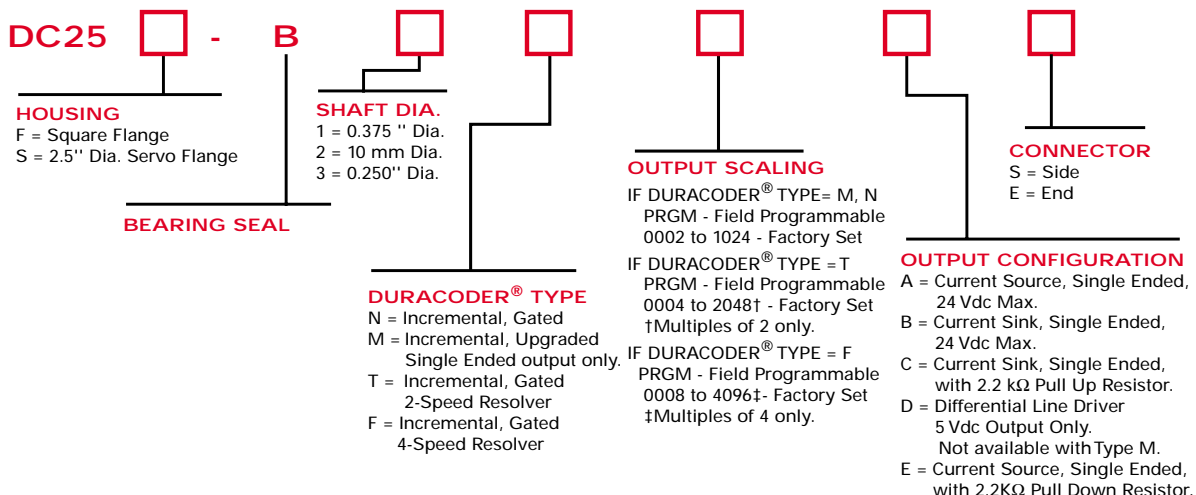 DC25 - B
HOUSING
F = Square Flange
S = 2.5'' Dia. Servo Flange
BEARING SEAL
SHAFT DIA.
1 = 0.375 '' Dia.
2 = 10 mm Dia.
3 = 0.250'' Dia.
DURACODER® TYPE
N = Incremental, Gated
M = Incremental, Upgraded
Single Ended output only.
T = Incremental, Gated
2-Speed Resolver
F = Incremental, Gated
4-Speed Resolver
OUTPUT SCALING
IF DURACODER® TYPE= M, N
PRGM - Field Programmable
0002 to 1024 - Factory Set
IF DURACODER® TYPE =T
PRGM - Field Programmable
0004 to 2048† - Factory Set
†Multiples of 2 only.
IF DURACODER® TYPE = F
PRGM - Field Programmable
0008 to 4096‡- Factory Set
‡Multiples of 4 only.
CONNECTOR
S = Side
E = End
OUTPUT CONFIGURATION
A = Current Source, Single Ended,
24 Vdc Max.
B = Current Sink, Single Ended,
24 Vdc Max.
C = Current Sink, Single Ended,
with 2.2 kΩ Pull Up Resistor.
D = Differential Line Driver
5 Vdc Output Only.
Not available with Type M.
E = Current Source, Single Ended,
with 2.2KΩ Pull Down Resistor.